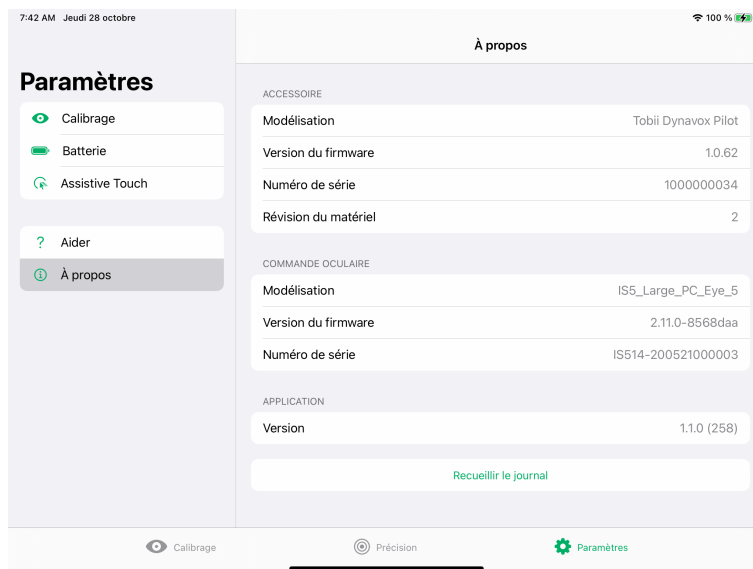 7:42 AM Jeudi 28 octobre
100 %
Paramètres
Calibrage
Batterie
Assistive Touch
Aider
À propos
À propos
ACCESSOIRE
Modélisation Tobii Dynavox Pilot
Version du firmware 1.0.62
Numéro de série 1000000034
Révision du matériel 2
COMMANDE OCULAIRE
Modélisation IS5_Large_PC_Eye_5
Version du firmware 2.11.0-8568daa
Numéro de série IS514-200521000003
APPLICATION
Version 1.1.0 (258)
Recueillir le journal
Calibrage Précision Paramètres